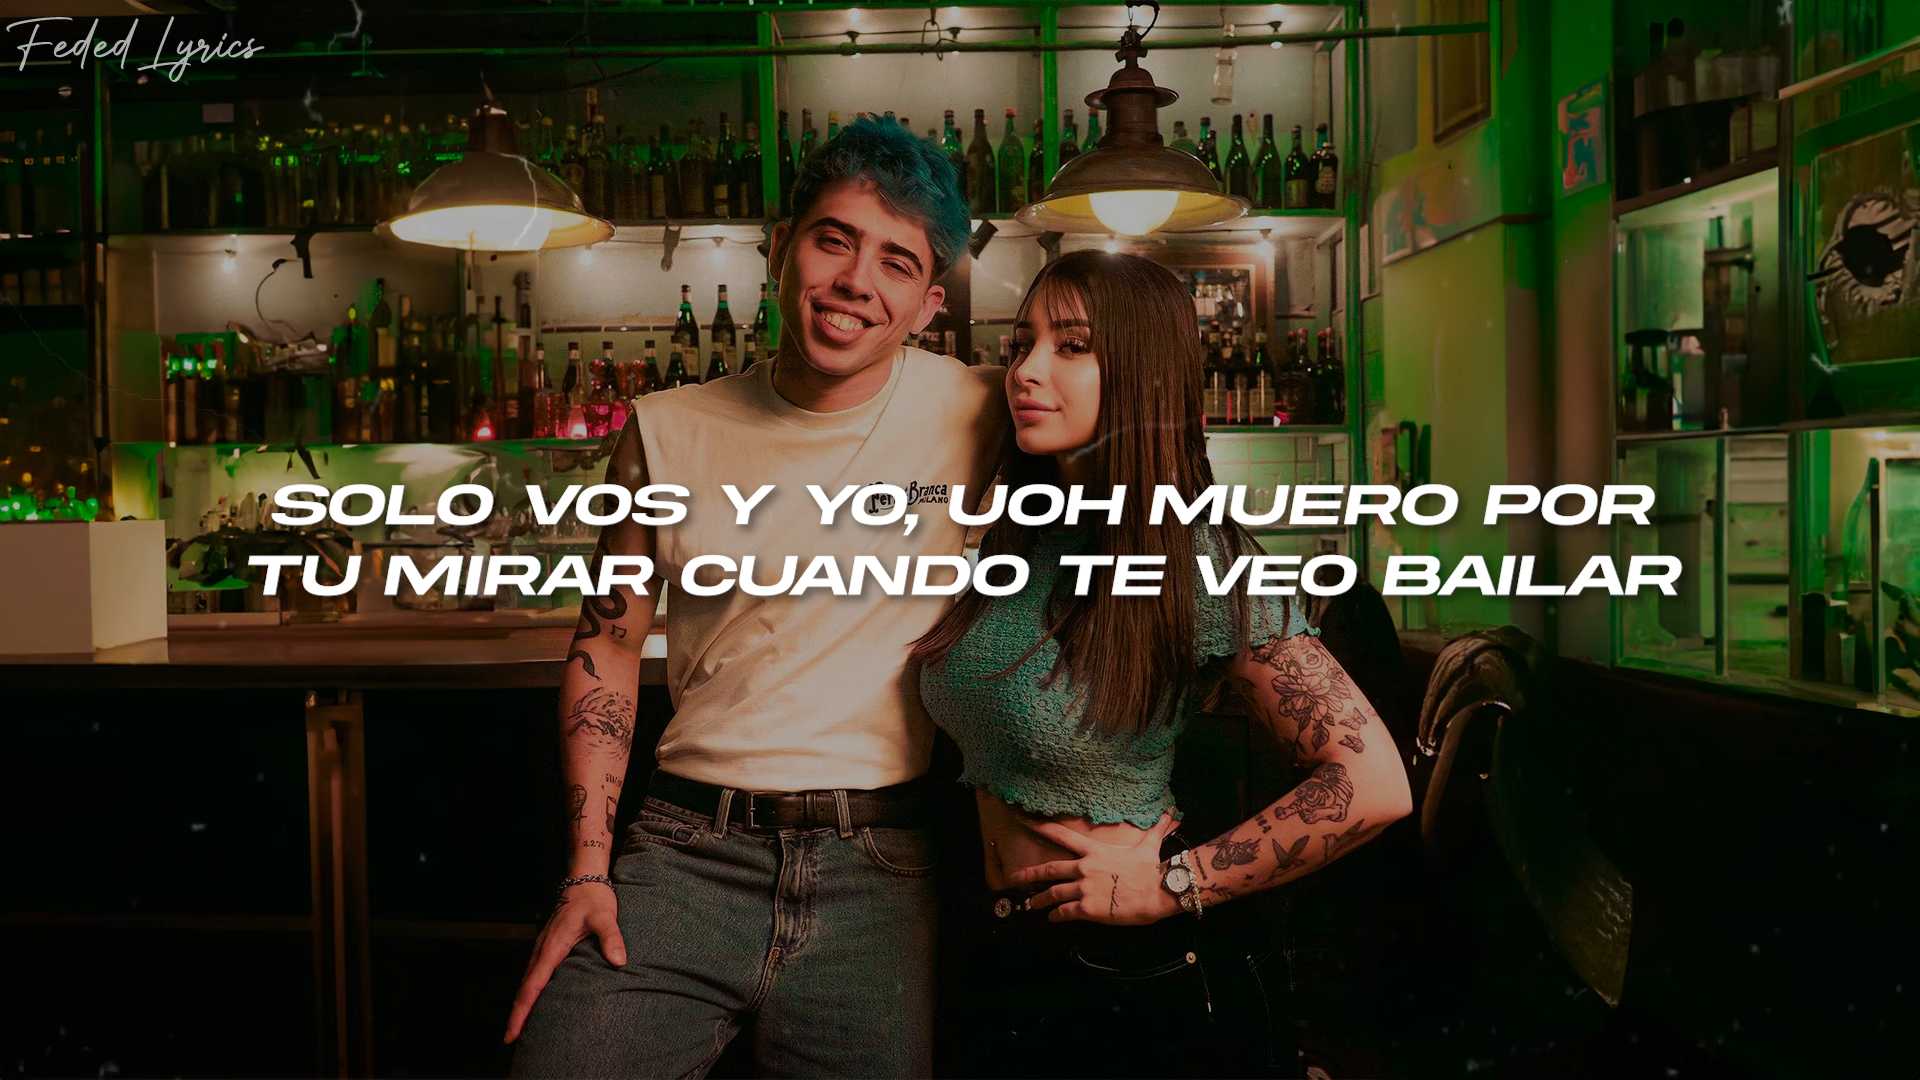 Feded Lyrics
Branca
MILANO
SOLO VOS Y YO, UOH MUERO POR
TU MIRAR CUANDO TE VEO BAILAR